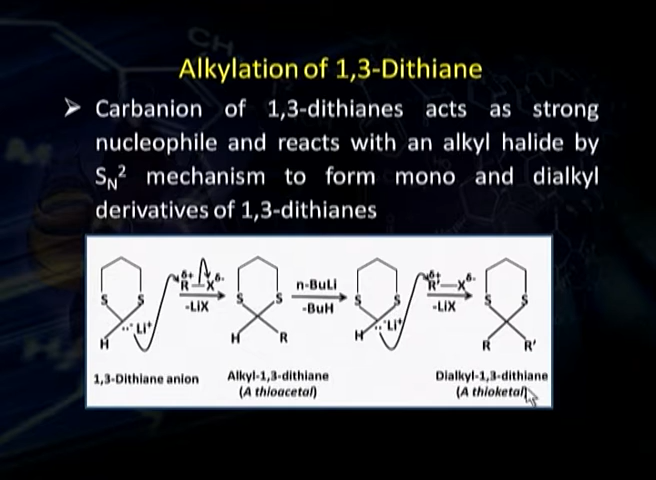 Alkylation of 1,3-Dithiane
➤ Carbanion of 1,3-dithianes acts as strong
nucleophile and reacts with an alkyl halide by
SN² mechanism to form mono and dialkyl
derivatives of 1,3-dithianes
S S H Li⁺
δ+ R—X δ-
-LiX
S S H R
n-BuLi
-BuH
S S H Li⁺
δ+ R'—X δ-
-LiX
S S R R'
1,3-Dithiane anion
Alkyl-1,3-dithiane
(A thioacetal)
Dialkyl-1,3-dithiane
(A thioketal)
CH